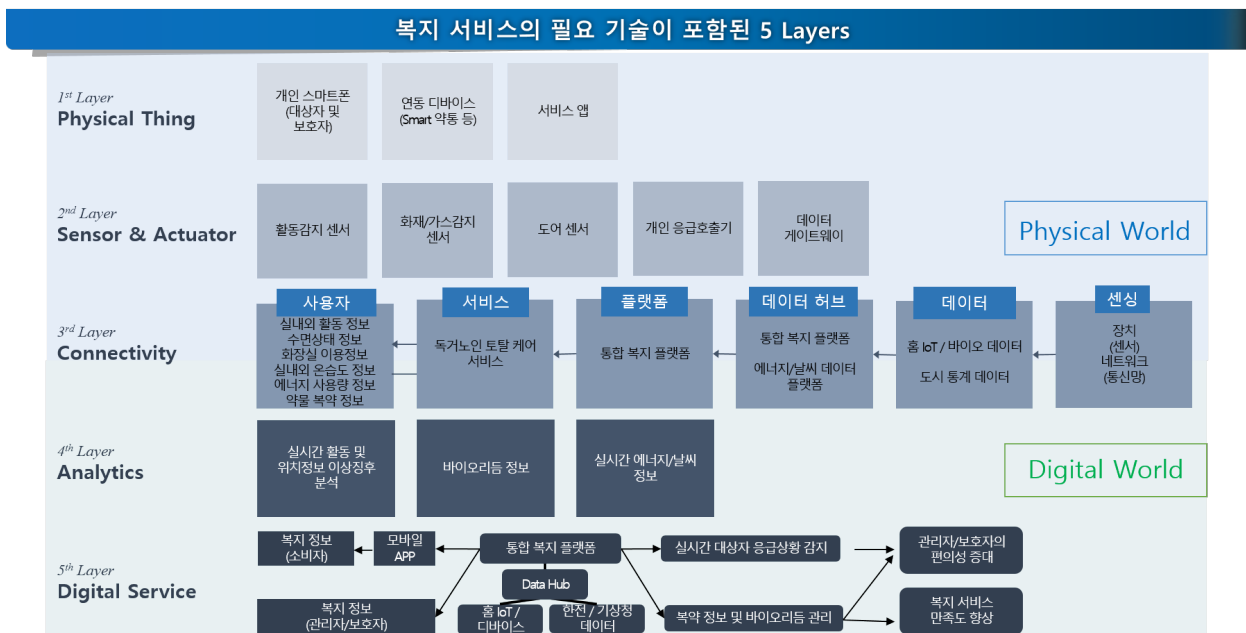 복지 서비스의 필요 기술이 포함된 5 Layers
1st Layer
Physical Thing
개인 스마트폰
(대상자 및
보호자)
연동 디바이스
(Smart 약통 등)
서비스 앱
2nd Layer
Sensor & Actuator
활동감지 센서
화재/가스감지
센서
도어 센서
개인 응급호출기
데이터
게이트웨이
Physical World
3rd Layer
Connectivity
사용자
실내외 활동 정보
수면상태 정보
화장실 이용정보
실내외 온습도 정보
에너지 사용량 정보
약물 복약 정보
서비스
독거노인 토탈 케어
서비스
플랫폼
통합 복지 플랫폼
데이터 허브
통합 복지 플랫폼
에너지/날씨 데이터
플랫폼
데이터
홈 IoT / 바이오 데이터
도시 통계 데이터
센싱
장치
(센서)
네트워크
(통신망)
4th Layer
Analytics
실시간 활동 및
위치정보 이상징후
분석
바이오리듬 정보
실시간 에너지/날씨
정보
Digital World
5th Layer
Digital Service
복지 정보
(소비자)
모바일
APP
통합 복지 플랫폼
실시간 대상자 응급상황 감지
관리자/보호자의
편의성 증대
Data Hub
복지 정보
(관리자/보호자)
홈 IoT /
디바이스
한전 / 기상청
데이터
복약 정보 및 바이오리듬 관리
복지 서비스
만족도 향상